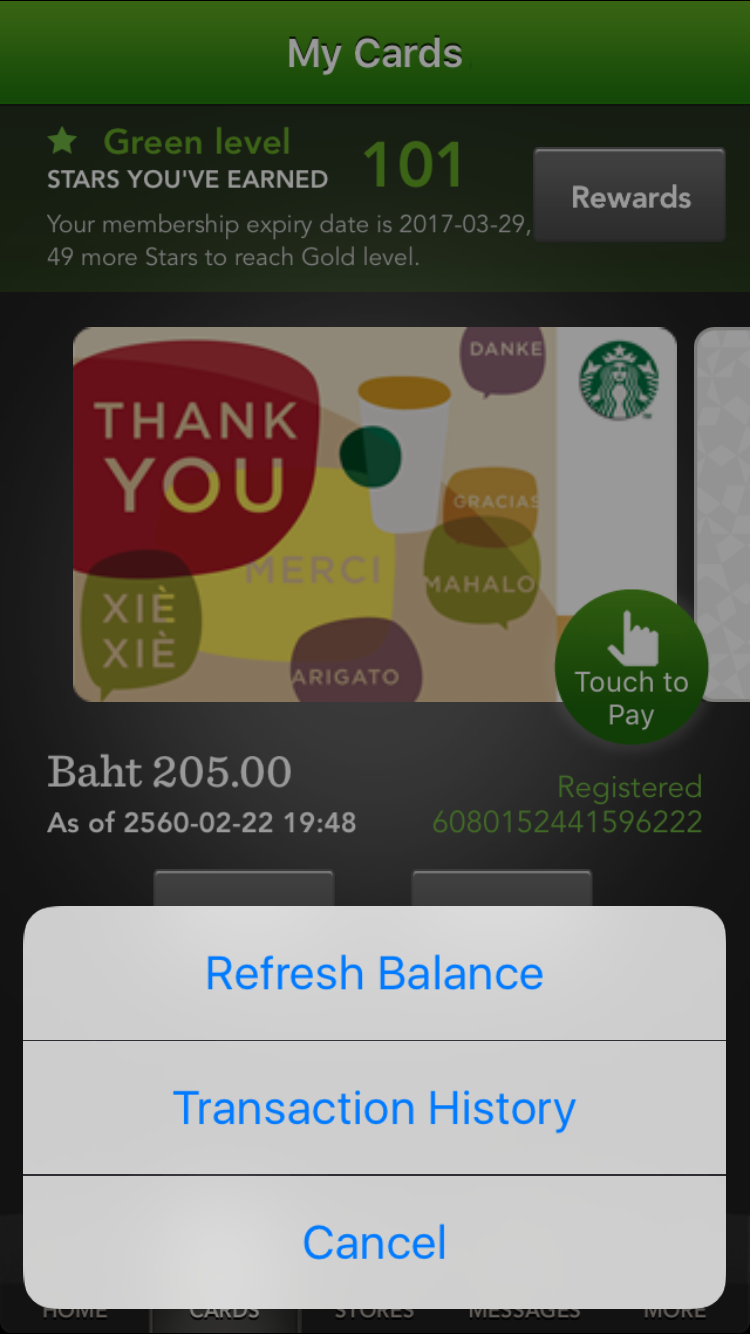 My Cards
Green level
101
STARS YOU'VE EARNED
Rewards
Your membership expiry date is 2017-03-29,
49 more Stars to reach Gold level.
DANKE
THANK
YOU
GRACIAS
MERCI
MAHALO
XIÈ
XIÈ
ARIGATO
Touch to
Pay
Baht 205.00
Registered
As of 2560-02-22 19:48
6080152441596222
Refresh Balance
Transaction History
Cancel
HOME
CARDS
STORES
MESSAGES
MORE